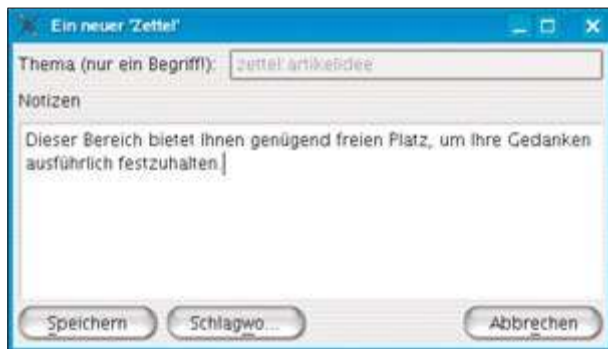 Ein neuer 'Zettel'
Thema (nur ein Begriff!): zettel:artikelidee
Notizen
Dieser Bereich bietet Ihnen genügend freien Platz, um Ihre Gedanken
ausführlich festzuhalten.
Speichern Schlagwo... Abbrechen